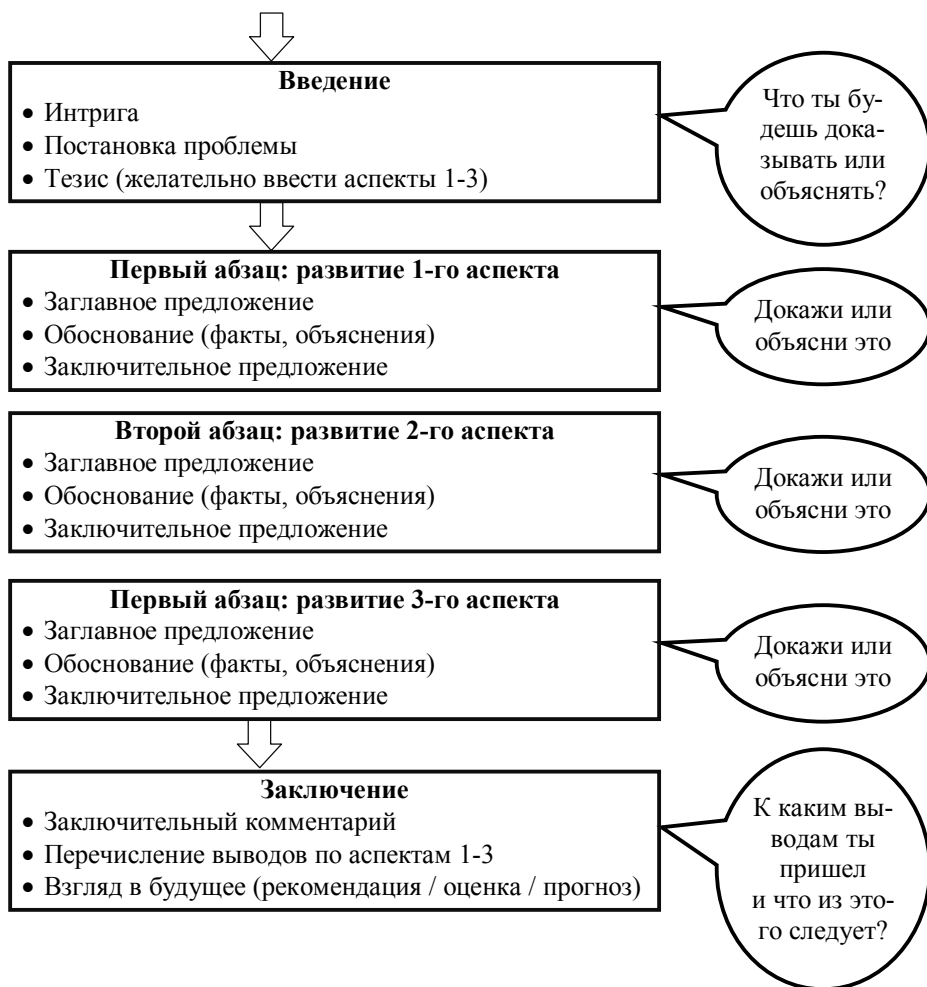 Введение
• Интрига
• Постановка проблемы
• Тезис (желательно ввести аспекты 1-3)
Что ты бу-
дешь дока-
зывать или
объяснять?
Первый абзац: развитие 1-го аспекта
• Заглавное предложение
• Обоснование (факты, объяснения)
• Заключительное предложение
Докажи или
объясни это
Второй абзац: развитие 2-го аспекта
• Заглавное предложение
• Обоснование (факты, объяснения)
• Заключительное предложение
Докажи или
объясни это
Первый абзац: развитие 3-го аспекта
• Заглавное предложение
• Обоснование (факты, объяснения)
• Заключительное предложение
Докажи или
объясни это
Заключение
• Заключительный комментарий
• Перечисление выводов по аспектам 1-3
• Взгляд в будущее (рекомендация / оценка / прогноз)
К каким вы-
водам ты
пришел
и что из это-
го следует?